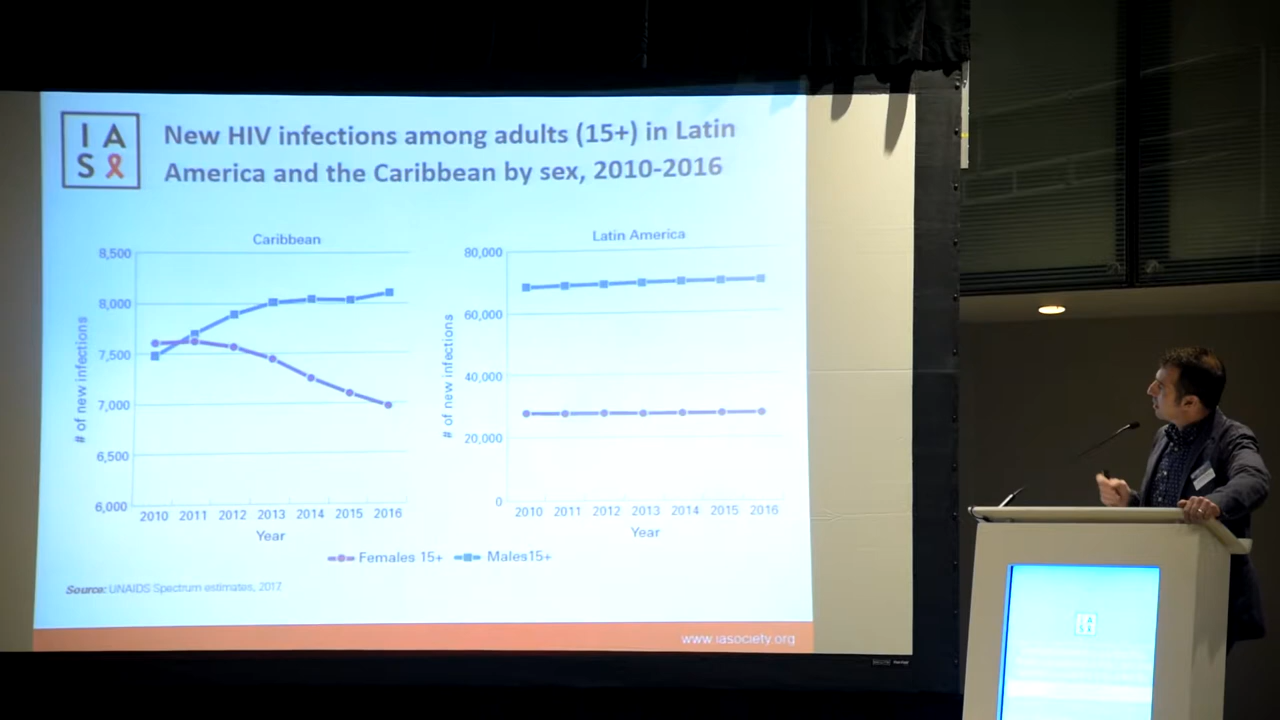 IA
S
New HIV infections among adults (15+) in Latin
America and the Caribbean by sex, 2010-2016
Caribbean
8,500
8,000
7,500
7,000
6,500
6,000
# of new infections
2010 2011 2012 2013 2014 2015 2016
Year
Latin America
80,000
60,000
40,000
20,000
0
# of new infections
2010 2011 2012 2013 2014 2015 2016
Year
Females 15+ Males15+
Source: UNAIDS Spectrum estimates, 2017
www.iasociety.org